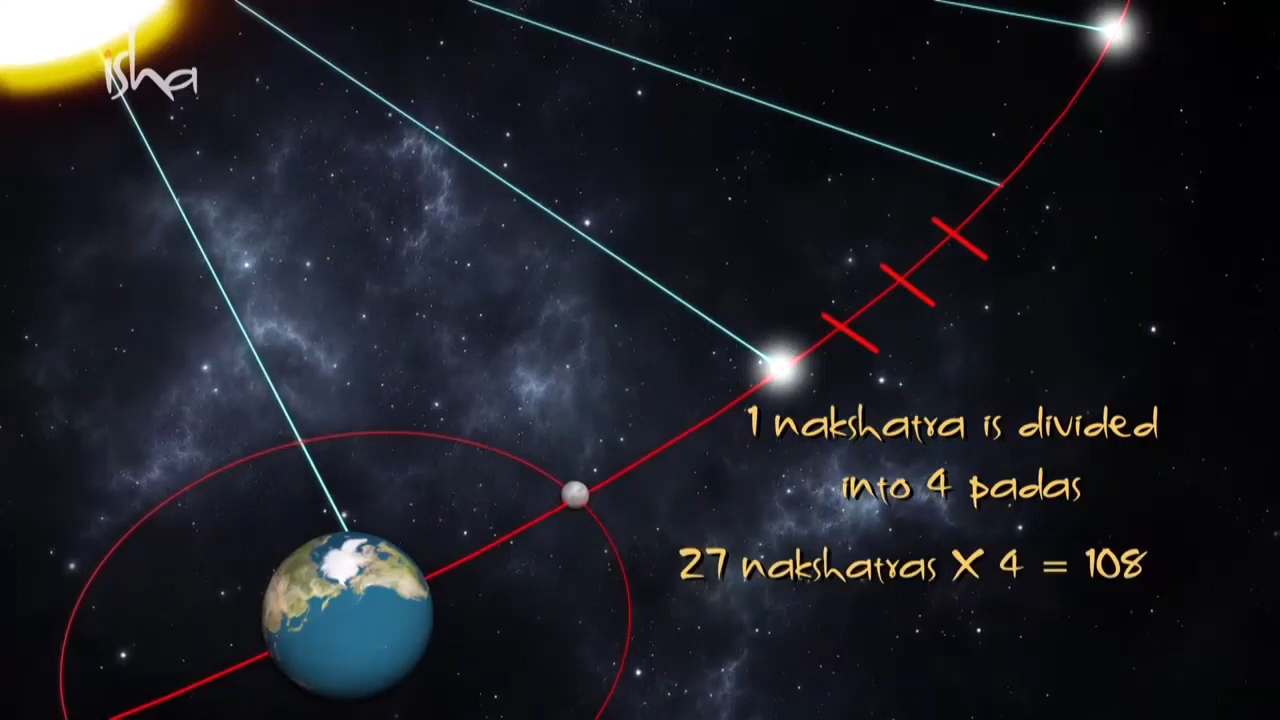 isha
1 nakshatra is divided
into 4 padas
27 nakshatras X 4 = 108